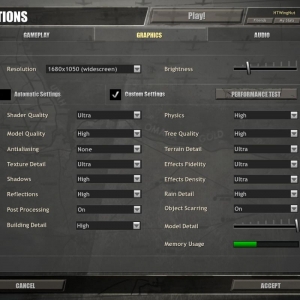 TIONS
Play!
GAMEPLAY
GRAPHICS
AUDIO
Resolution
1680x1050 (widescreen)
Brightness
Automatic Settings
Custom Settings
PERFORMANCE TEST
Shader Quality
Ultra
Physics
High
Model Quality
High
Tree Quality
High
Antialiasing
None
Terrain Detail
Ultra
Texture Detail
Ultra
Effects Fidelity
Ultra
Shadows
High
Effects Density
Ultra
Reflections
High
Rain Detail
High
Post Processing
On
Object Scarring
On
Building Detail
High
Model Detail
Memory Usage
CANCEL
ACCEPT